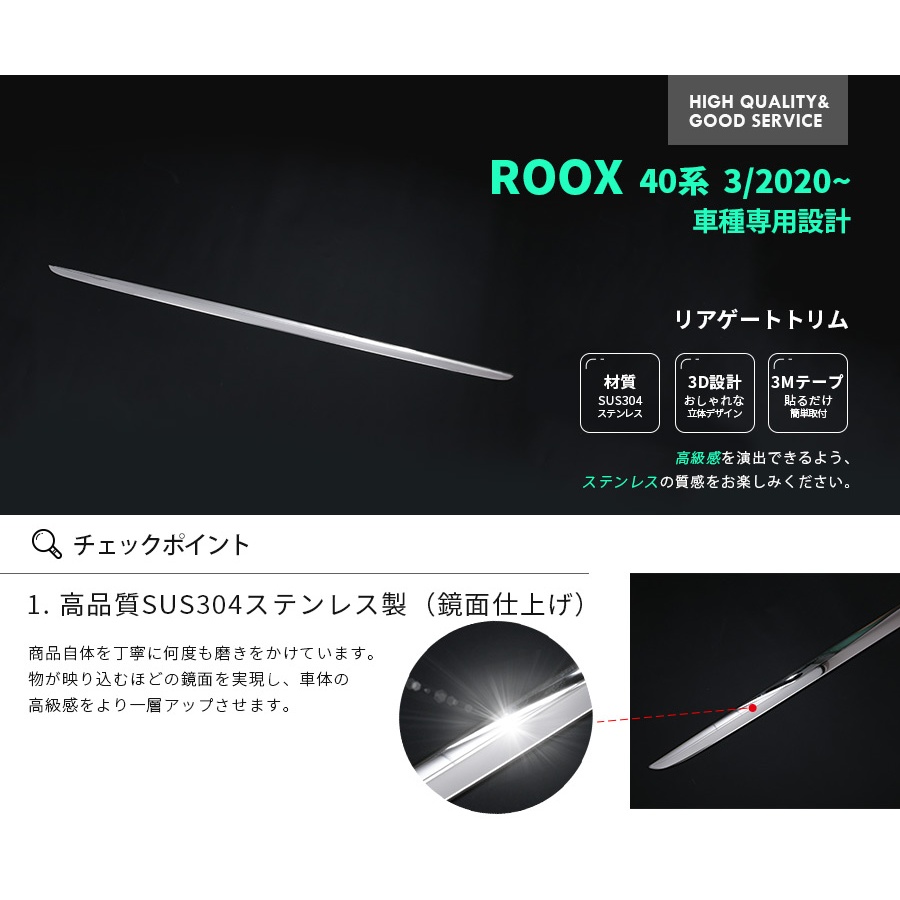 HIGH QUALITY&
GOOD SERVICE
ROOX 40系 3/2020~
車種専用設計
リアゲートトリム
材質
SUS304
ステンレス
3D設計
おしゃれな
立体デザイン
3Mテープ
貼るだけ
簡単取付
高級感を演出できるよう、
ステンレスの質感をお楽しみください。
チェックポイント
1. 高品質SUS304ステンレス製（鏡面仕上げ）
商品自体を丁寧に何度も磨きをかけています。
物が映り込むほどの鏡面を実現し、車体の
高級感をより一層アップさせます。